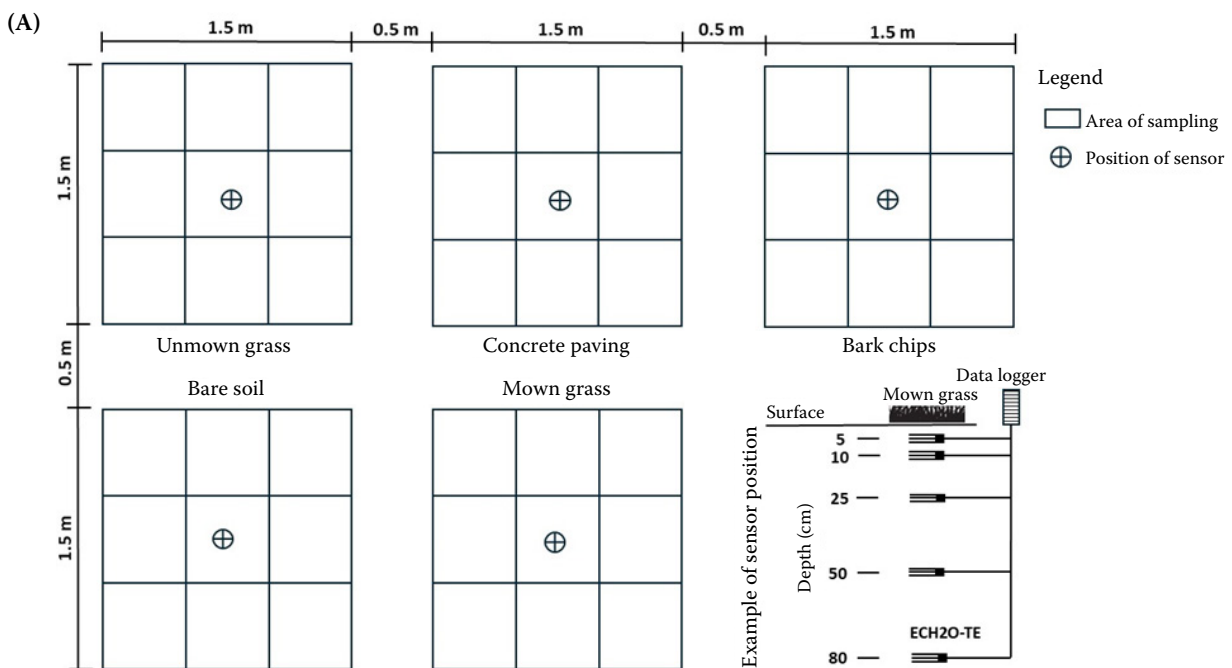 (A)
1.5 m 0.5 m 1.5 m 0.5 m 1.5 m
Legend
Area of sampling
Position of sensor
1.5 m
Unmown grass Concrete paving Bark chips
0.5 m
Bare soil Mown grass
1.5 m
Data logger
Mown grass
Surface
5
10
25
50
80
Depth (cm)
Example of sensor position
ECH2O-TE